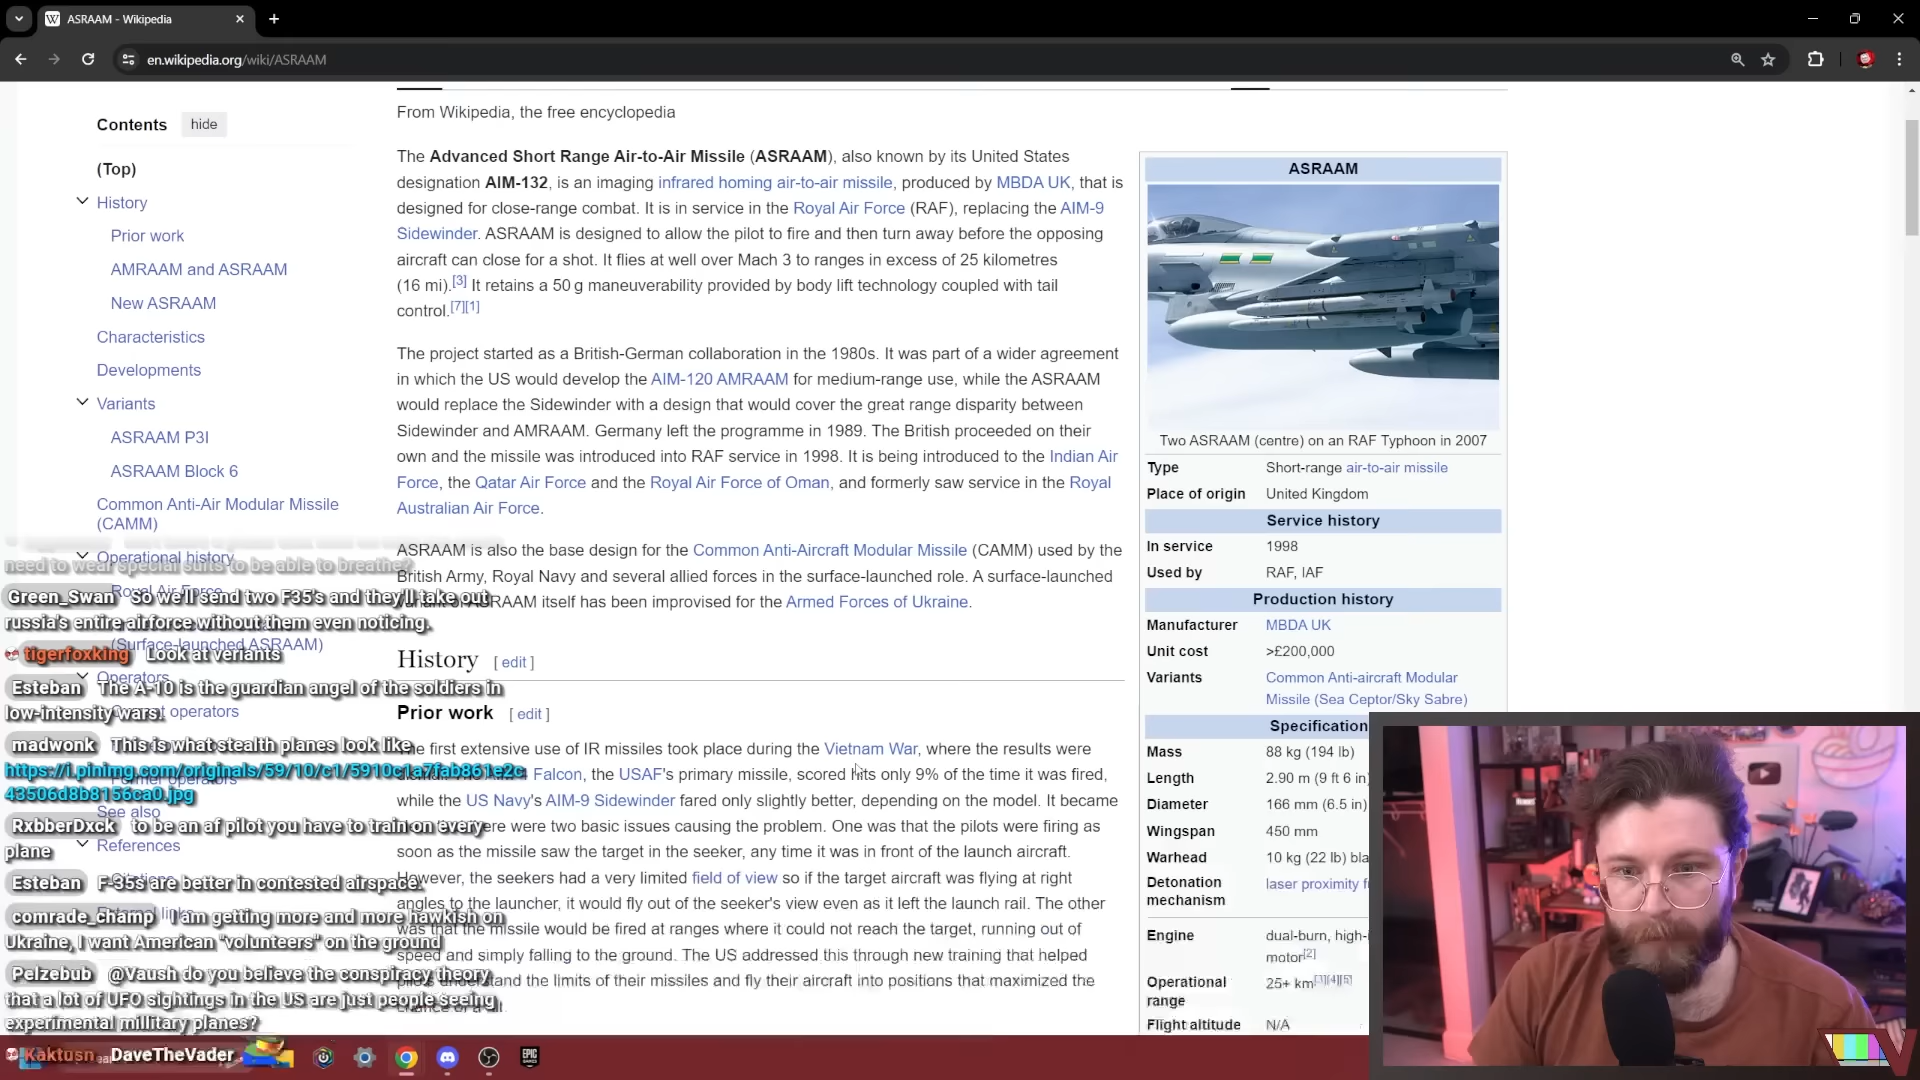 ASRAAM - Wikipedia
en.wikipedia.org/wiki/ASRAAM
Contents hide
(Top)
History
Prior work
AMRAAM and ASRAAM
New ASRAAM
Characteristics
Developments
Variants
ASRAAM P3I
ASRAAM Block 6
Common Anti-Air Modular Missile
(CAMM)
Operational history
Royal Air Force
(Surface-launched ASRAAM)
Operators
Current operators
Former operators
See also
References
Citations
External links
From Wikipedia, the free encyclopedia
The Advanced Short Range Air-to-Air Missile (ASRAAM), also known by its United States
designation AIM-132, is an imaging infrared homing air-to-air missile, produced by MBDA UK, that is
designed for close-range combat. It is in service in the Royal Air Force (RAF), replacing the AIM-9
Sidewinder. ASRAAM is designed to allow the pilot to fire and then turn away before the opposing
aircraft can close for a shot. It flies at well over Mach 3 to ranges in excess of 25 kilometres
(16 mi).[3] It retains a 50 g maneuverability provided by body lift technology coupled with tail
control.[7][1]
The project started as a British-German collaboration in the 1980s. It was part of a wider agreement
in which the US would develop the AIM-120 AMRAAM for medium-range use, while the ASRAAM
would replace the Sidewinder with a design that would cover the great range disparity between
Sidewinder and AMRAAM. Germany left the programme in 1989. The British proceeded on their
own and the missile was introduced into RAF service in 1998. It is being introduced to the Indian Air
Force, the Qatar Air Force and the Royal Air Force of Oman, and formerly saw service in the Royal
Australian Air Force.
ASRAAM is also the base design for the Common Anti-Aircraft Modular Missile (CAMM) used by the
British Army, Royal Navy and several allied forces in the surface-launched role. A surface-launched
variant of ASRAAM itself has been improvised for the Armed Forces of Ukraine.
History [ edit ]
Prior work [ edit ]
The first extensive use of IR missiles took place during the Vietnam War, where the results were
Falcon, the USAF's primary missile, scored hits only 9% of the time it was fired,
while the US Navy's AIM-9 Sidewinder fared only slightly better, depending on the model. It became
there were two basic issues causing the problem. One was that the pilots were firing as
soon as the missile saw the target in the seeker, any time it was in front of the launch aircraft.
However, the seekers had a very limited field of view so if the target aircraft was flying at right
angles to the launcher, it would fly out of the seeker's view even as it left the launch rail. The other
was that the missile would be fired at ranges where it could not reach the target, running out of
speed and simply falling to the ground. The US addressed this through new training that helped
pilots understand the limits of their missiles and fly their aircraft into positions that maximized the
chance of a
ASRAAM
Two ASRAAM (centre) on an RAF Typhoon in 2007
Type Short-range air-to-air missile
Place of origin United Kingdom
Service history
In service 1998
Used by RAF, IAF
Production history
Manufacturer MBDA UK
Unit cost >£200,000
Variants Common Anti-aircraft Modular
Missile (Sea Ceptor/Sky Sabre)
Specification
Mass 88 kg (194 lb)
Length 2.90 m (9 ft 6 in)
Diameter 166 mm (6.5 in)
Wingspan 450 mm
Warhead 10 kg (22 lb) bla
Detonation laser proximity f
mechanism
Engine dual-burn, high-i
motor[2]
Operational 25+ km[3][4][5]
range
Flight altitude N/A
need to wear special suits to be able to breathe?
Green_Swan So we'll send two F35's and they'll take out
russia's entire airforce without them even noticing.
tigerfoxking Look at veriants
Esteban The A-10 is the guardian angel of the soldiers in
low-intensity wars.
madwonk This is what stealth planes look like
https://i.pinimg.com/originals/59/10/c1/5910c1a7fab861e2c
43506d8b8156ca0.jpg
RxbberDxck to be an af pilot you have to train on every
plane
Esteban F-35s are better in contested airspace.
comrade_champ I am getting more and more hawkish on
Ukraine, I want American "volunteers" on the ground
Pelzebub @Vaush do you believe the conspiracy theory
that a lot of UFO sightings in the US are just people seeing
experimental millitary planes?
Kaktusn DaveTheVader
EPIC
GAMES